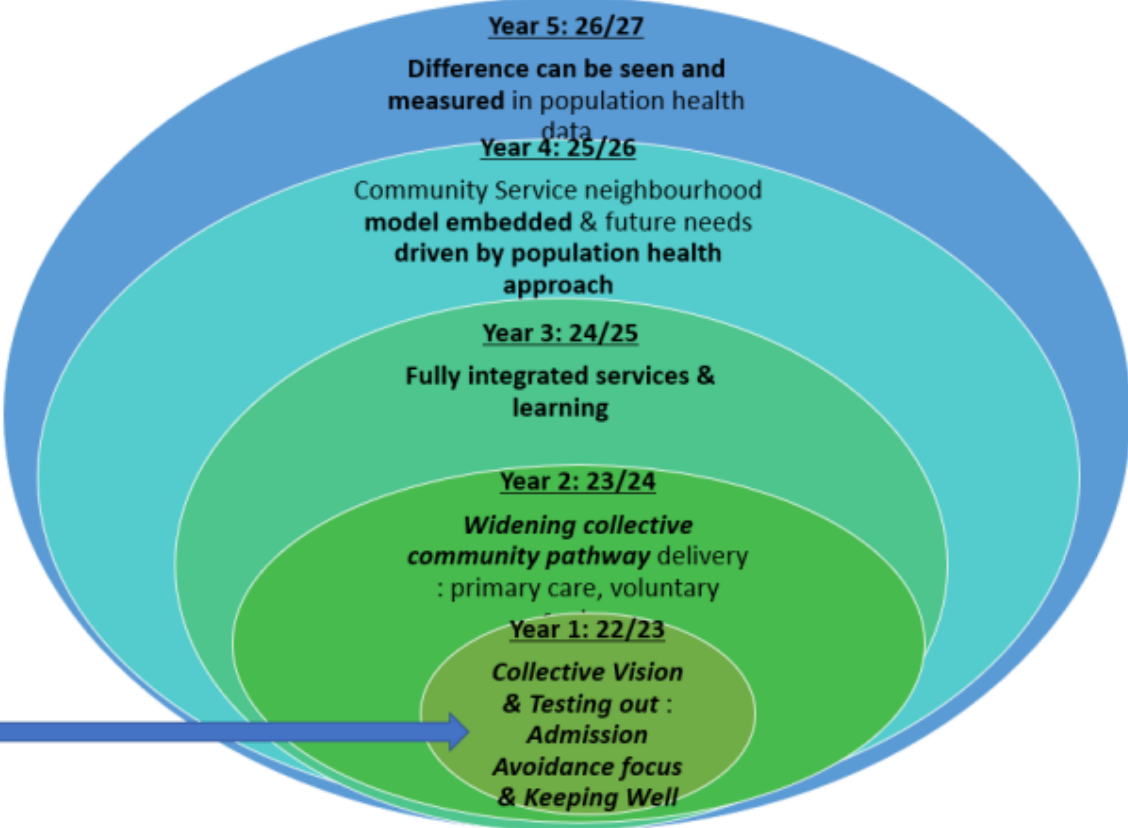 Year 5: 26/27
Difference can be seen and
measured in population health
data
Year 4: 25/26
Community Service neighbourhood
model embedded & future needs
driven by population health
approach
Year 3: 24/25
Fully integrated services &
learning
Year 2: 23/24
Widening collective
community pathway delivery
: primary care, voluntary
Year 1: 22/23
Collective Vision
& Testing out :
Admission
Avoidance focus
& Keeping Well